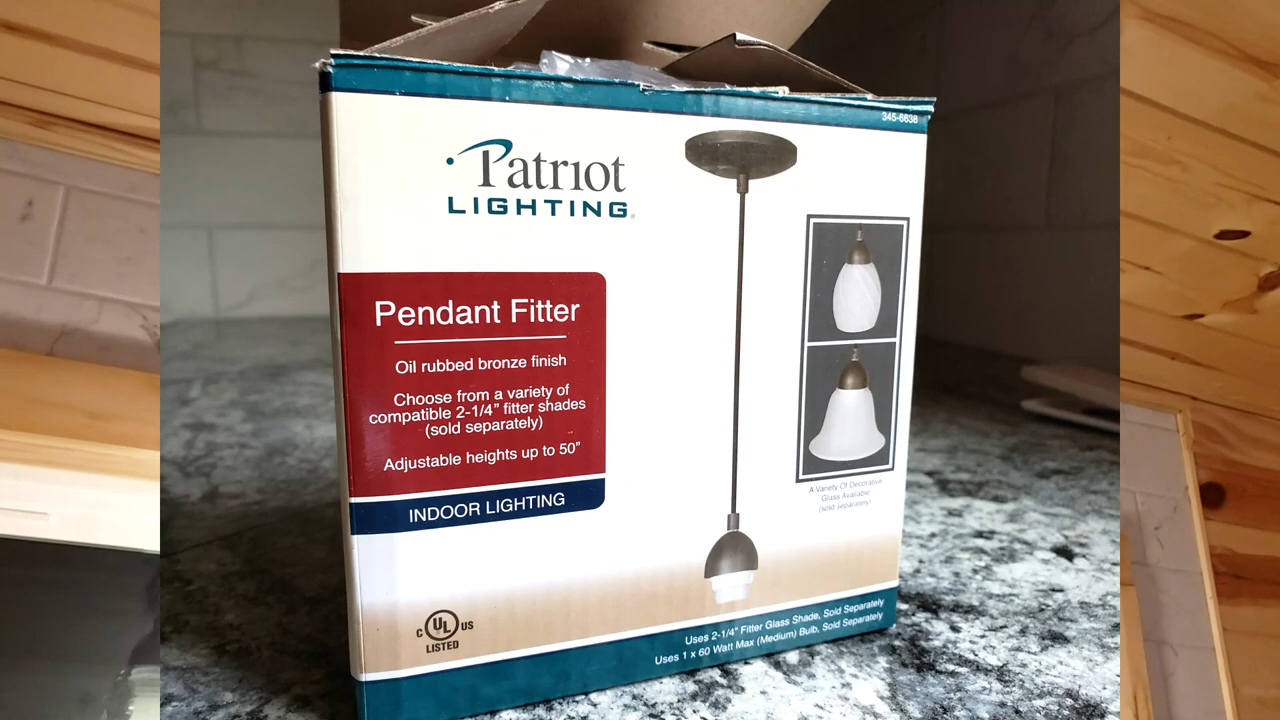 345-6638
Patriot
LIGHTING®
Pendant Fitter
Oil rubbed bronze finish
Choose from a variety of
compatible 2-1/4” fitter shades
(sold separately)
Adjustable heights up to 50”
INDOOR LIGHTING
A Variety Of Decorative
Glass Available
(sold separately)
C UL US
LISTED
Uses 2-1/4” Fitter Glass Shade, Sold Separately
Uses 1 x 60 Watt Max (Medium) Bulb, Sold Separately